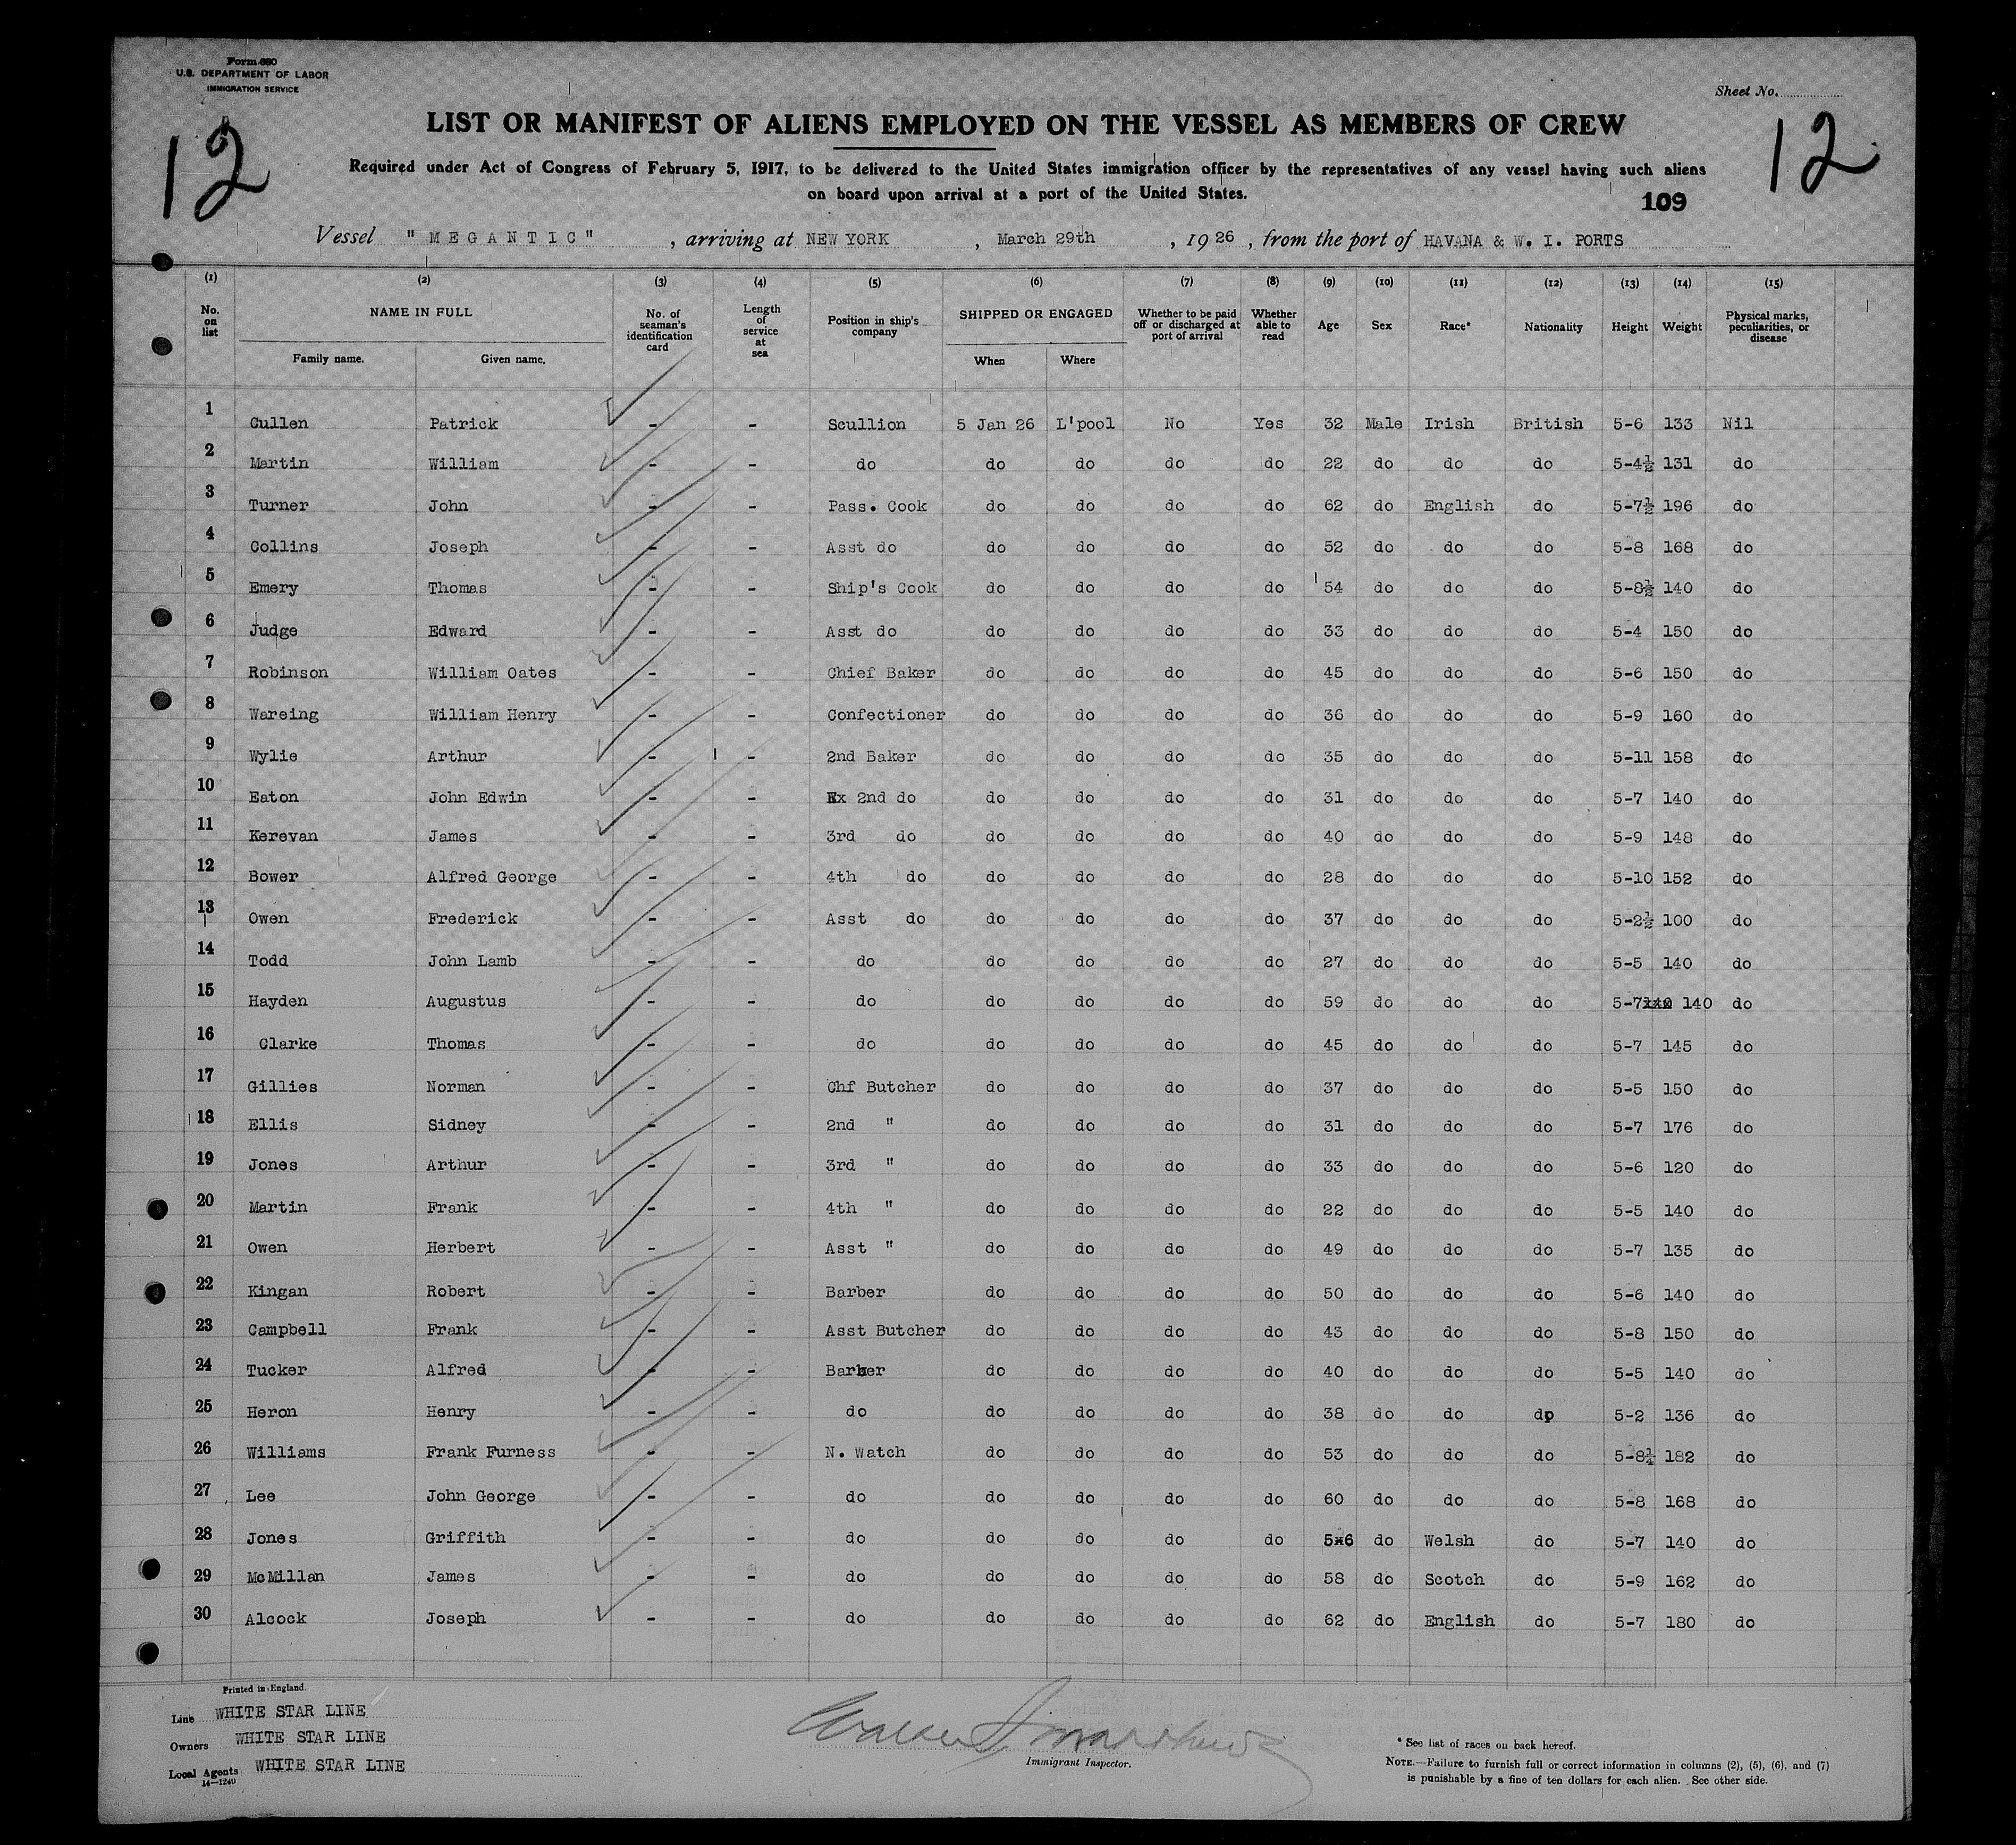 Form 680
U.S. DEPARTMENT OF LABOR
IMMIGRATION SERVICE
Sheet No.
12
12
LIST OR MANIFEST OF ALIENS EMPLOYED ON THE VESSEL AS MEMBERS OF CREW
Required under Act of Congress of February 5, 1917, to be delivered to the United States immigration officer by the representatives of any vessel having such aliens
on board upon arrival at a port of the United States.
109
Vessel "MEGANTIC", arriving at NEW YORK, March 29th, 1926, from the port of HAVANA & W. I. PORTS
(1) (2) (3) (4) (5) (6) (7) (8) (9) (10) (11) (12) (13) (14) (15)
No. on list NAME IN FULL Family name. Given name. No. of seaman's identification card Length of service at sea Position in ship's company SHIPPED OR ENGAGED When Where Whether to be paid off or discharged at port of arrival Whether able to read Age Sex Race* Nationality Height Weight Physical marks, peculiarities, or disease
1 Cullen Patrick - - Scullion 5 Jan 26 L'pool No Yes 32 Male Irish British 5-6 133 Nil
2 Martin William - - do do do do do 22 do do do 5-4½ 131 do
3 Turner John - - Pass. Cook do do do do 62 do English do 5-7½ 196 do
4 Collins Joseph - - Asst do do do do do 52 do do do 5-8 168 do
5 Emery Thomas - - Ship's Cook do do do do 54 do do do 5-8½ 140 do
6 Judge Edward - - Asst do do do do do 33 do do do 5-4 150 do
7 Robinson William Oates - - Chief Baker do do do do 45 do do do 5-6 150 do
8 Wareing William Henry - - Confectioner do do do do 36 do do do 5-9 160 do
9 Wylie Arthur - - 2nd Baker do do do do 35 do do do 5-11 158 do
10 Eaton John Edwin - - Ex 2nd do do do do do 31 do do do 5-7 140 do
11 Kerevan James - - 3rd do do do do do 40 do do do 5-9 148 do
12 Bower Alfred George - - 4th do do do do do 28 do do do 5-10 152 do
13 Owen Frederick - - Asst do do do do do 37 do do do 5-2½ 100 do
14 Todd John Lamb - - do do do do do 27 do do do 5-5 140 do
15 Hayden Augustus - - do do do do do 59 do do do 5-7 140 140 do
16 Clarke Thomas - - do do do do do 45 do do do 5-7 145 do
17 Gillies Norman - - Chf Butcher do do do do 37 do do do 5-5 150 do
18 Ellis Sidney - - 2nd " do do do do 31 do do do 5-7 176 do
19 Jones Arthur - - 3rd " do do do do 33 do do do 5-6 120 do
20 Martin Frank - - 4th " do do do do 22 do do do 5-5 140 do
21 Owen Herbert - - Asst " do do do do 49 do do do 5-7 135 do
22 Kingan Robert - - Barber do do do do 50 do do do 5-6 140 do
23 Campbell Frank - - Asst Butcher do do do do 43 do do do 5-8 150 do
24 Tucker Alfred - - Barber do do do do 40 do do do 5-5 140 do
25 Heron Henry - - do do do do do 38 do do do 5-2 136 do
26 Williams Frank Furness - - N. Watch do do do do 53 do do do 5-8¼ 182 do
27 Lee John George - - do do do do do 60 do do do 5-8 168 do
28 Jones Griffith - - do do do do do 5x6 do Welsh do 5-7 140 do
29 McMillan James - - do do do do do 58 do Scotch do 5-9 162 do
30 Alcock Joseph - - do do do do do 62 do English do 5-7 180 do
Printed in England.
Line WHITE STAR LINE
Owners WHITE STAR LINE
Local Agents WHITE STAR LINE
14—1240
Immigrant Inspector.
* See list of races on back hereof.
NOTE.—Failure to furnish full or correct information in columns (2), (5), (6), and (7)
is punishable by a fine of ten dollars for each alien. See other side.